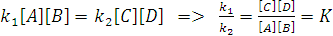 k₁[A][B] = k₂[C][D] => k₁/k₂ = [C][D]/[A][B] = K